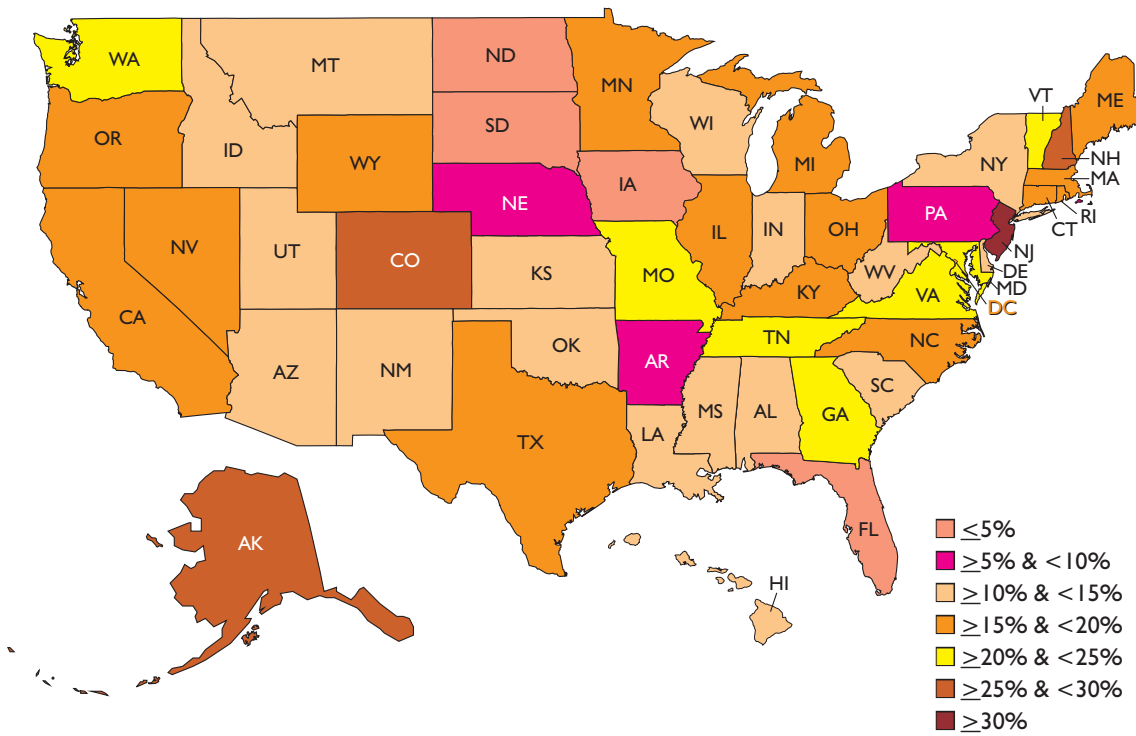 WA
MT
ND
MN
VT
ME
OR
ID
SD
WI
NY
NH
MA
WY
MI
IA
NE
PA
RI
CT
NV
UT
CO
IL
IN
OH
NJ
KS
MO
WV
DE
MD
VA
DC
CA
KY
TN
NC
AZ
NM
OK
AR
SC
MS
AL
GA
LA
TX
AK
FL
HI
≤5%
≥5% & <10%
≥10% & <15%
≥15% & <20%
≥20% & <25%
≥25% & <30%
≥30%